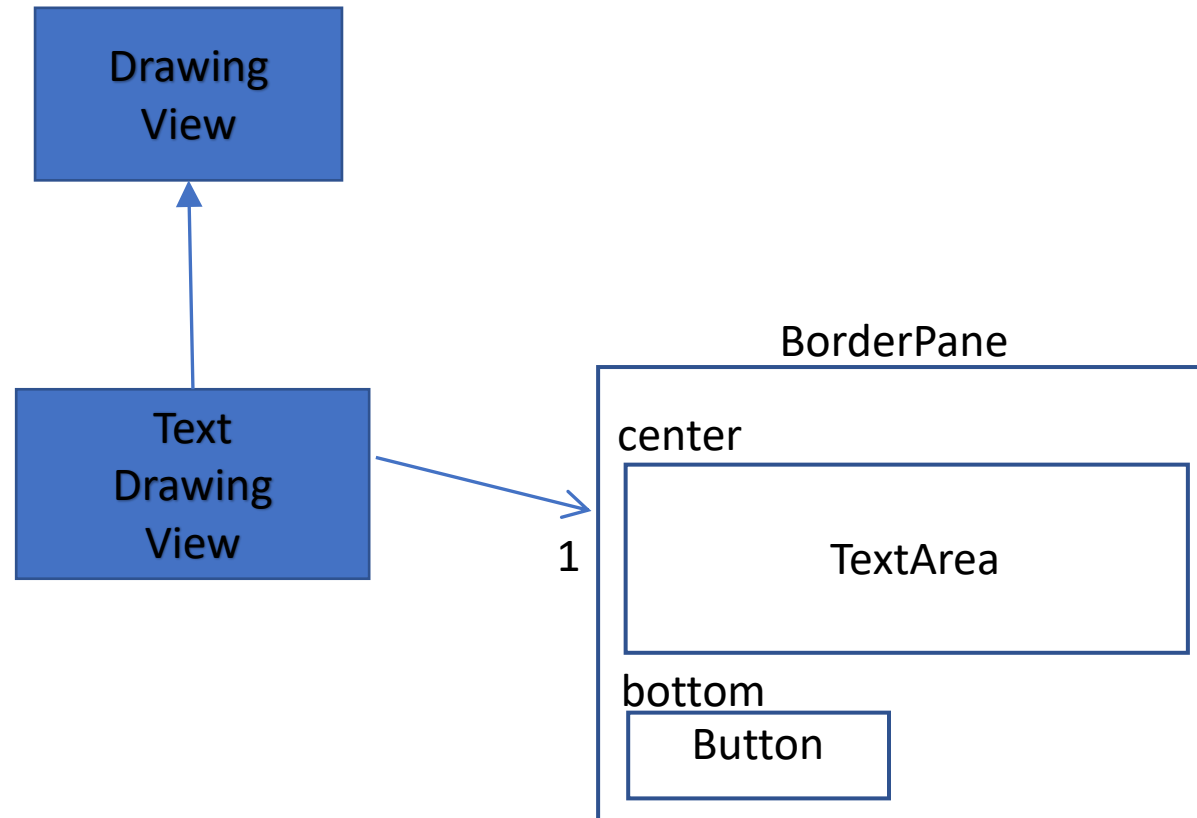 Drawing
View
BorderPane
Text
Drawing
View
center
1
TextArea
bottom
Button